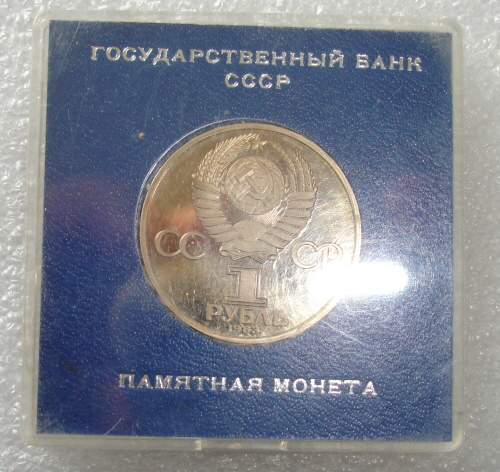 ГОСУДАРСТВЕННЫЙ БАНК
СССР
СС СР
1
РУБЛЬ
ПАМЯТНАЯ МОНЕТА